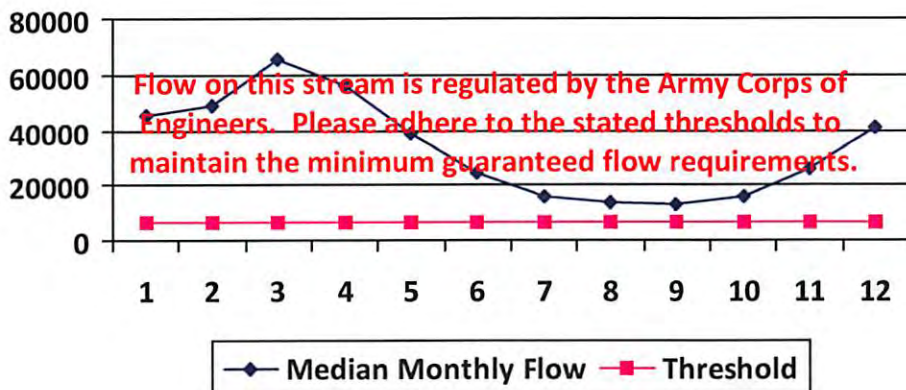 80000
60000
40000
20000
0
Flow on this stream is regulated by the Army Corps of
Engineers. Please adhere to the stated thresholds to
maintain the minimum guaranteed flow requirements.
1 2 3 4 5 6 7 8 9 10 11 12
Median Monthly Flow Threshold